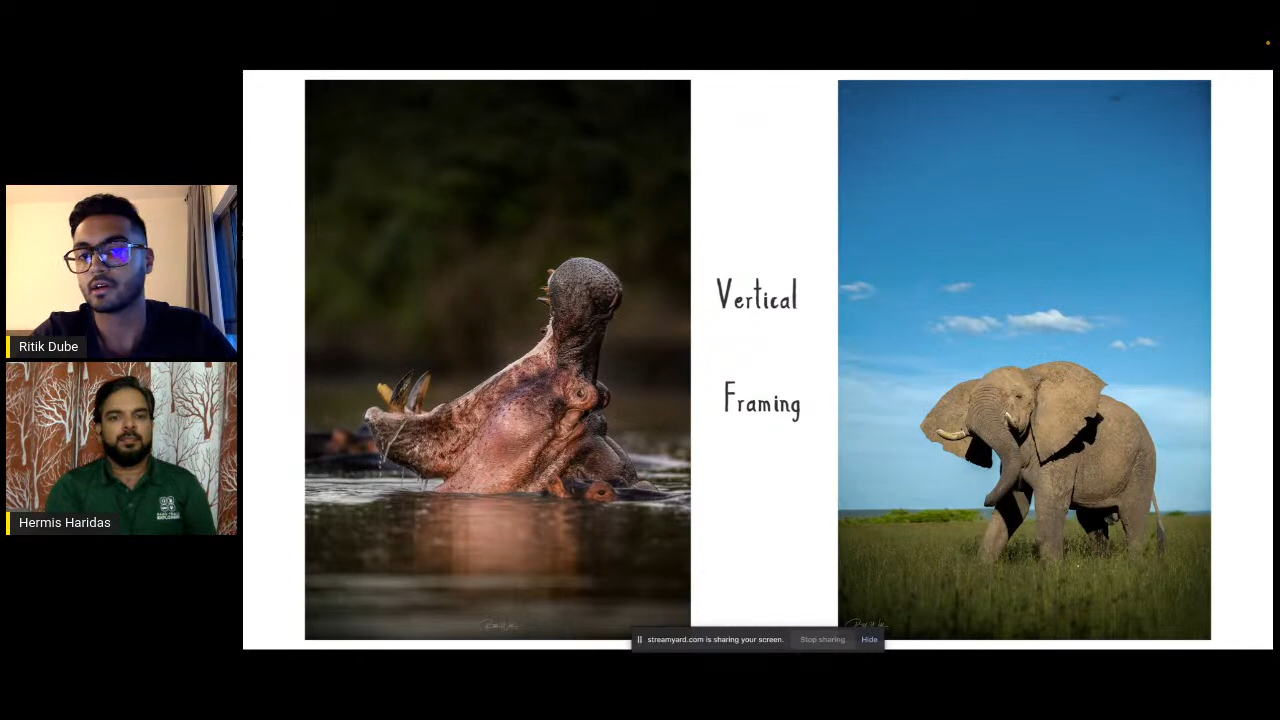 Ritik Dube
Hermis Haridas
Vertical
Framing
streamyard.com is sharing your screen.
Stop sharing
Hide